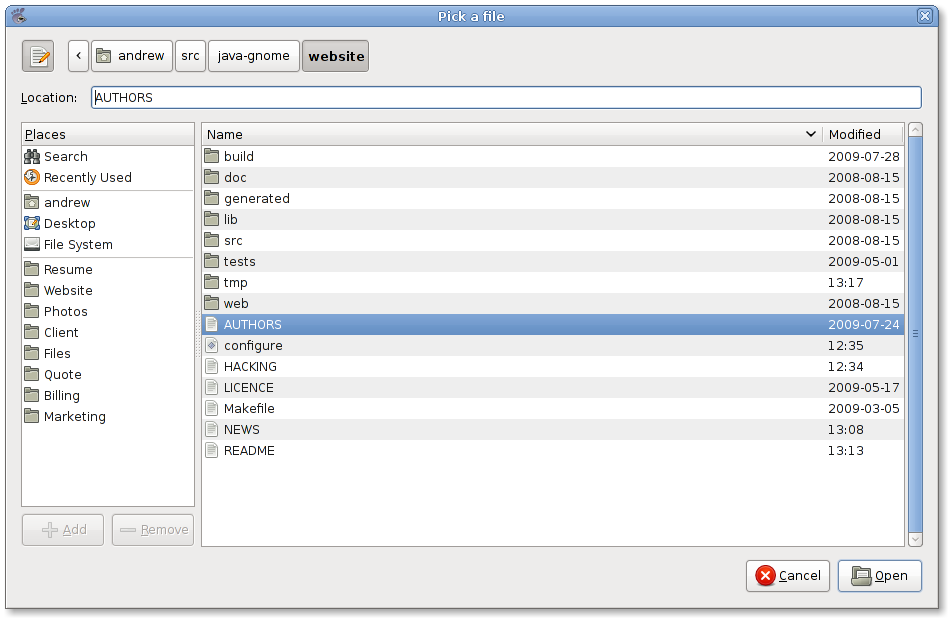 Pick a file
< andrew src java-gnome website
Location: AUTHORS
Places
Search
Recently Used
andrew
Desktop
File System
Resume
Website
Photos
Client
Files
Quote
Billing
Marketing
Add Remove
Name Modified
build 2009-07-28
doc 2008-08-15
generated 2008-08-15
lib 2008-08-15
src 2008-08-15
tests 2009-05-01
tmp 13:17
web 2008-08-15
AUTHORS 2009-07-24
configure 12:35
HACKING 12:34
LICENCE 2009-05-17
Makefile 2009-03-05
NEWS 13:08
README 13:13
Cancel Open